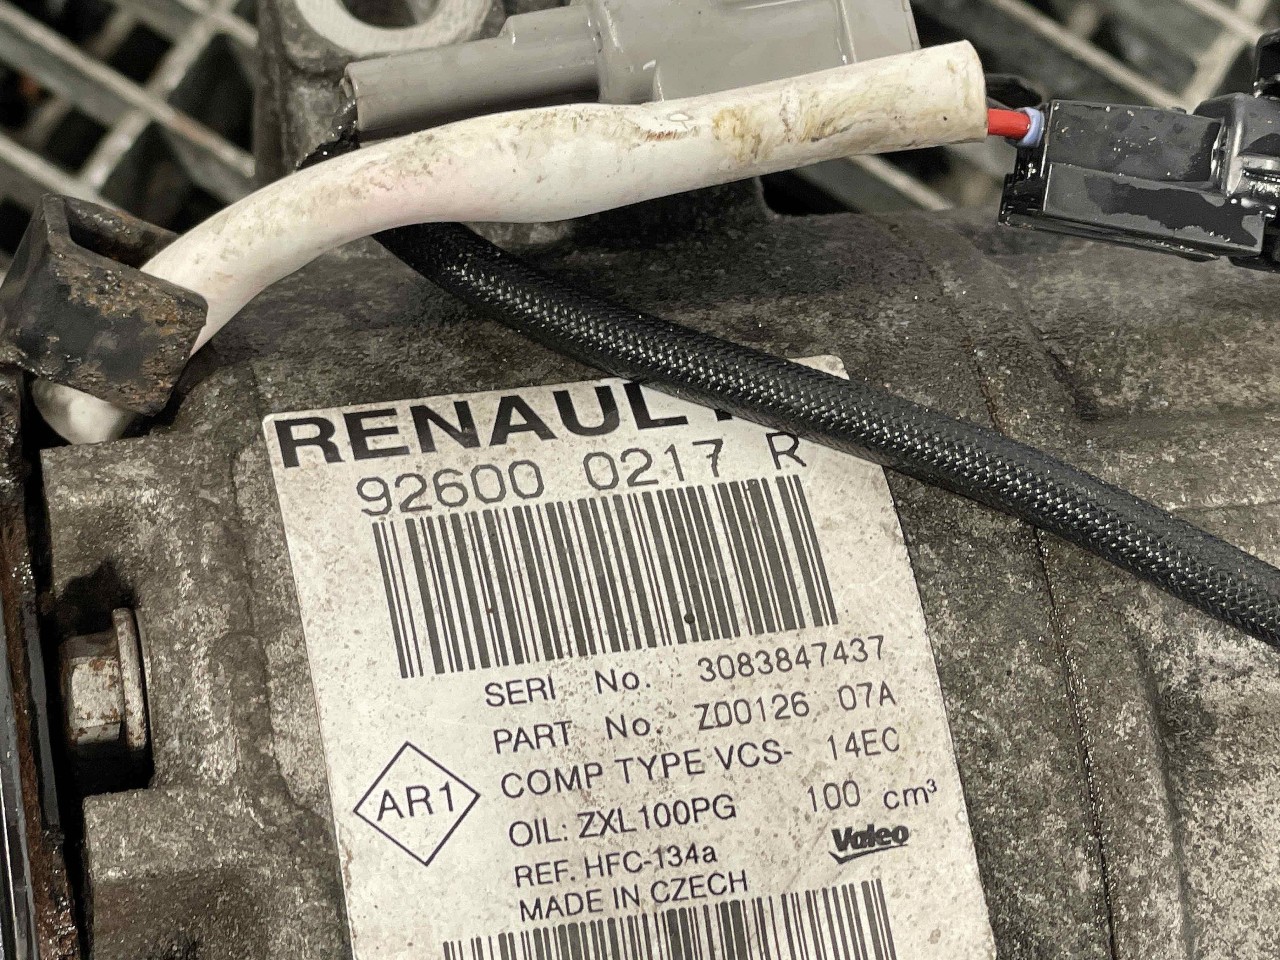 RENAULT
92600 0217 R
SERI No. 3083847437
PART No Z00126 07A
COMP TYPE VCS- 14EC
AR1
OIL: ZXL100PG 100 cm³
REF. HFC-134a Valeo
MADE IN CZECH